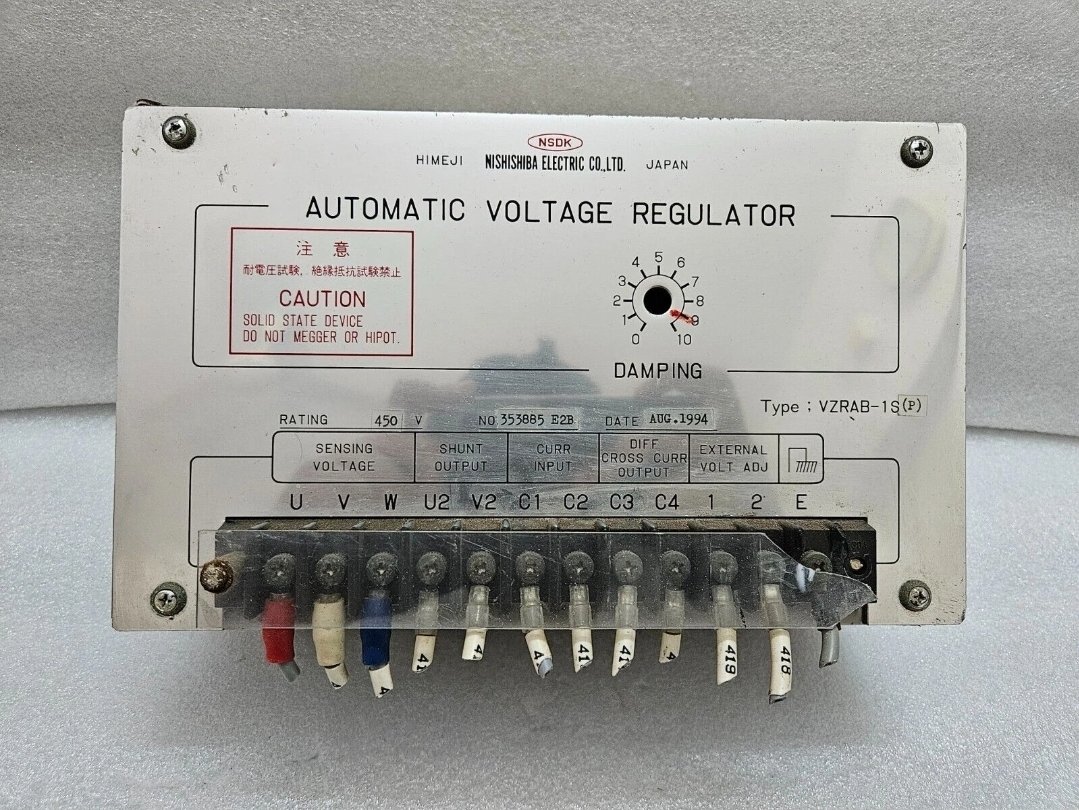 NSDK
HIMEJI NISHISHIBA ELECTRIC CO.,LTD. JAPAN
AUTOMATIC VOLTAGE REGULATOR
注 意
耐電圧試験, 絶縁抵抗試験禁止
CAUTION
SOLID STATE DEVICE
DO NOT MEGGER OR HIPOT.
0 1 2 3 4 5 6 7 8 9 10
DAMPING
Type ; VZRAB-1S(P)
RATING 450 V NO. 353885 E2B DATE AUG.1994
SENSING VOLTAGE
SHUNT OUTPUT
CURR INPUT
DIFF CROSS CURR OUTPUT
EXTERNAL VOLT ADJ
U V W U2 V2 C1 C2 C3 C4 1 2 E
419
418